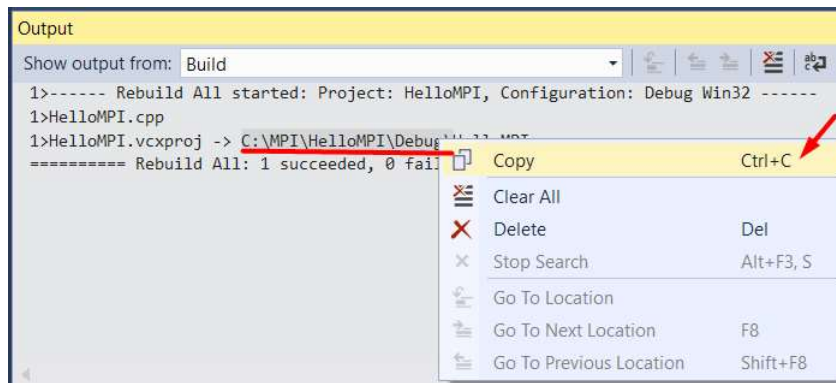 Output
Show output from: Build
1>------ Rebuild All started: Project: HelloMPI, Configuration: Debug Win32 ------
1>HelloMPI.cpp
1>HelloMPI.vcxproj -> C:\MPI\HelloMPI\Debug\
========== Rebuild All: 1 succeeded, 0 fail
Copy Ctrl+C
Clear All
Delete Del
Stop Search Alt+F3, S
Go To Location
Go To Next Location F8
Go To Previous Location Shift+F8